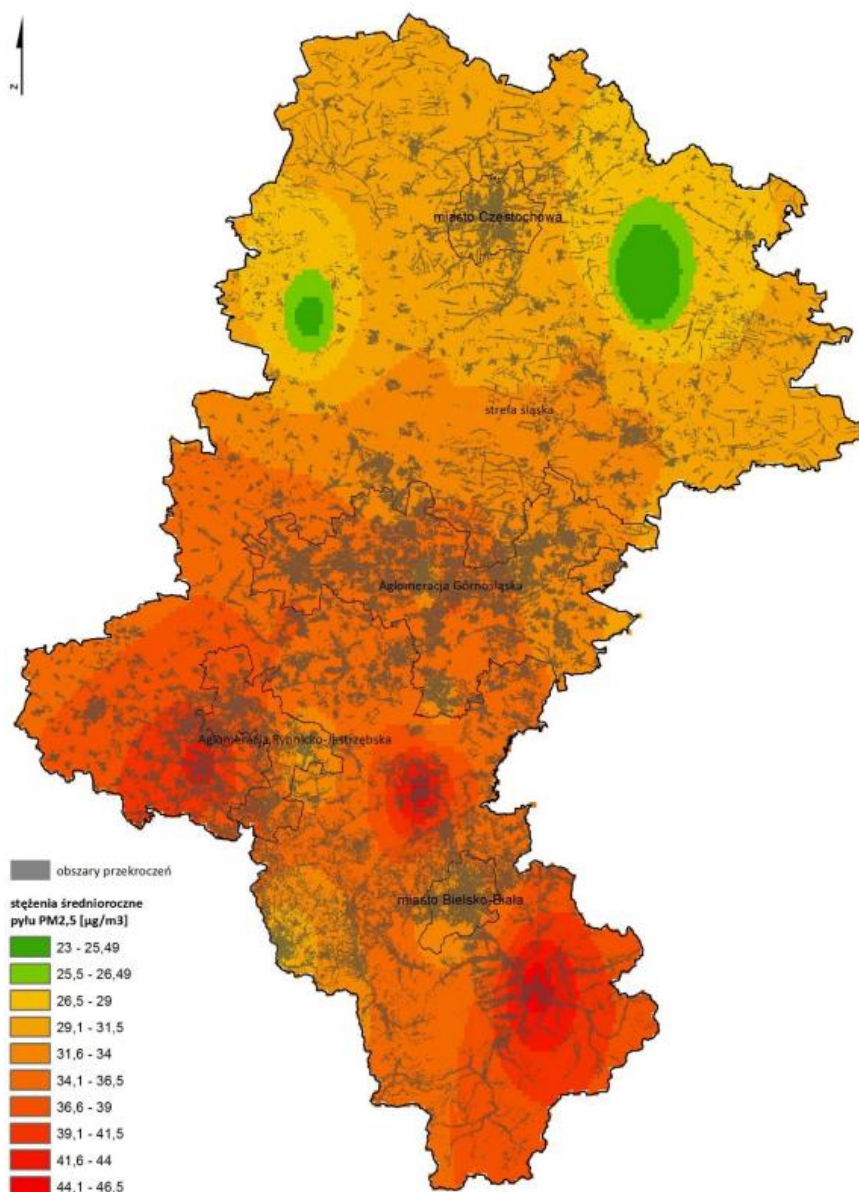 N
miasto Częstochowa
strefa śląska
Aglomeracja Górnośląska
Aglomeracja Rybnicko-Jastrzębska
miasto Bielsko-Biała
obszary przekroczeń
stężenia średnioroczne
pyłu PM2,5 [µg/m3]
23 - 25,49
25,5 - 26,49
26,5 - 29
29,1 - 31,5
31,6 - 34
34,1 - 36,5
36,6 - 39
39,1 - 41,5
41,6 - 44
44,1 - 46,5